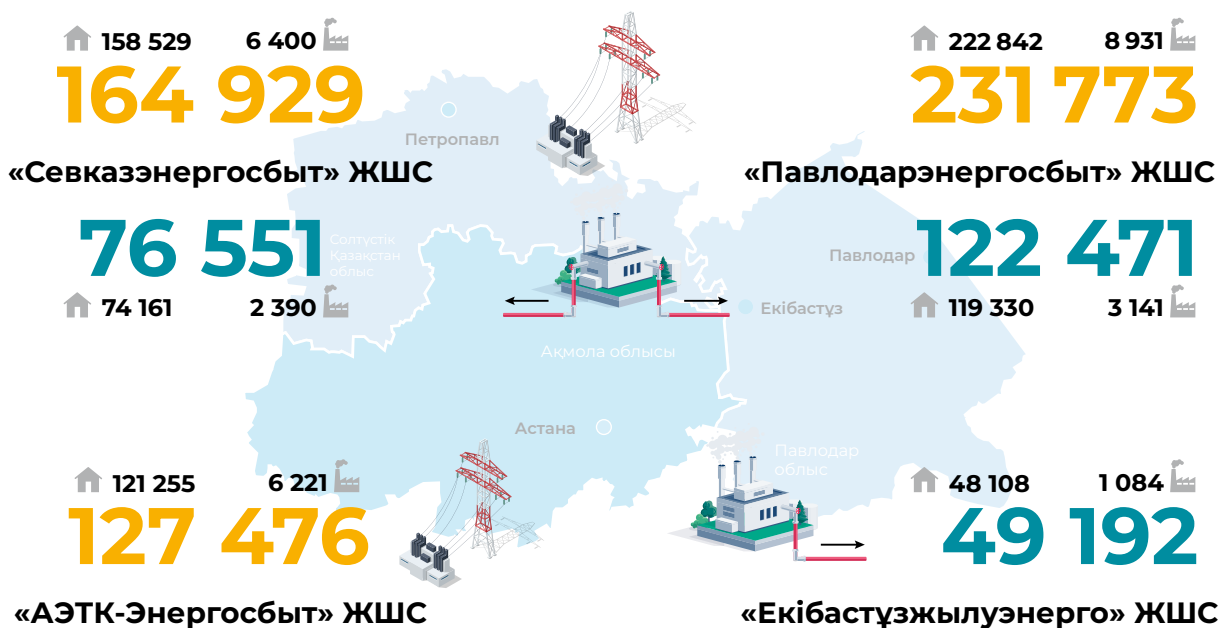 158 529 6 400
164 929
«Севказэнергосбыт» ЖШС
76 551
74 161 2 390
222 842 8 931
231 773
«Павлодарэнергосбыт» ЖШС
122 471
119 330 3 141
Петропавл
Солтүстік
Қазақстан
облыс
Павлодар
Екібастұз
Ақмола облысы
Астана
Павлодар
облыс
121 255 6 221
127 476
«АЭТК-Энергосбыт» ЖШС
48 108 1 084
49 192
«Екібастұзжылуэнерго» ЖШС